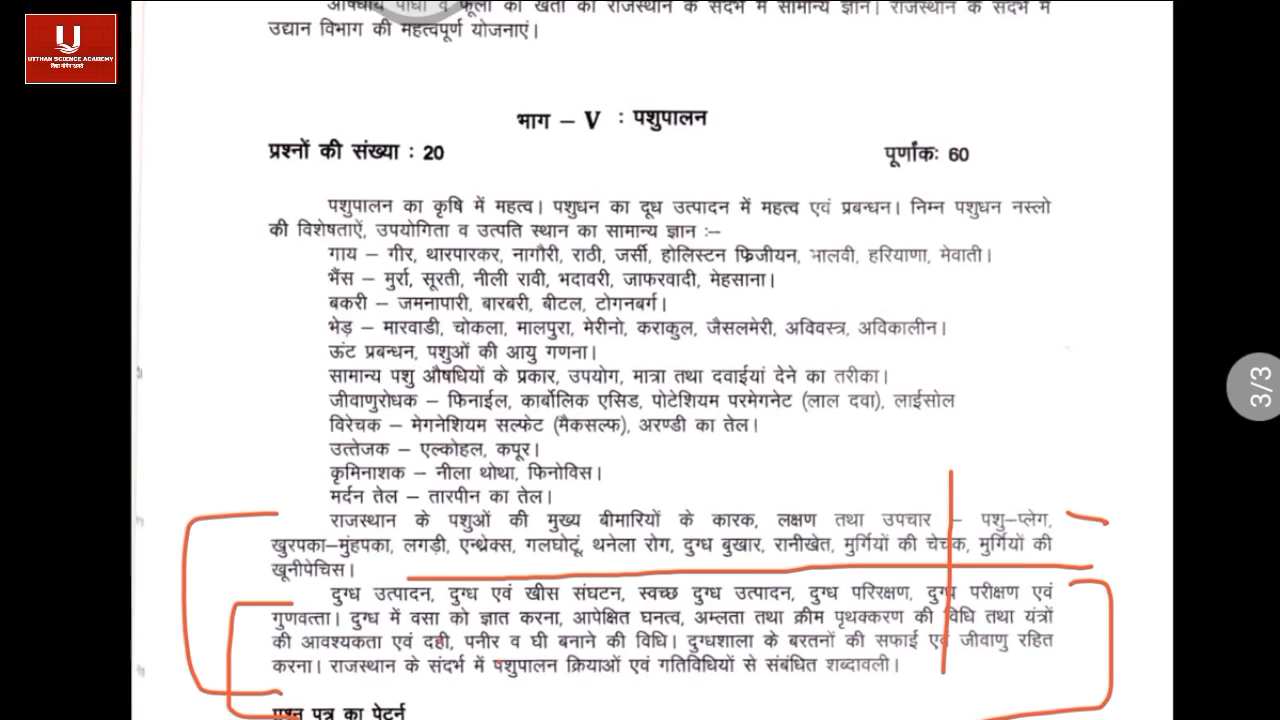 औषधीय पौधों व फूलों की खेती की राजस्थान के संदर्भ में सामान्य ज्ञान। राजस्थान के संदर्भ में
उद्यान विभाग की महत्वपूर्ण योजनाएं।
U
UTTHAN SCIENCE ACADEMY
भाग – V : पशुपालन
प्रश्नों की संख्या : 20 पूर्णांकः 60
पशुपालन का कृषि में महत्व। पशुधन का दूध उत्पादन में महत्व एवं प्रबन्धन। निम्न पशुधन नस्लो
की विशेषताऐं, उपयोगिता व उत्पति स्थान का सामान्य ज्ञान :–
गाय – गीर, थारपारकर, नागौरी, राठी, जर्सी, होलिस्टन फ्रिजीयन, मालवी, हरियाणा, मेवाती।
भैंस – मुर्रा, सूरती, नीली रावी, भदावरी, जाफरवादी, मेहसाना।
बकरी – जमनापारी, बारबरी, बीटल, टोगनबर्ग।
भेड़ – मारवाडी, चोकला, मालपुरा, मेरीनो, कराकुल, जैसलमेरी, अविवस्त्र, अविकालीन।
ऊंट प्रबन्धन, पशुओं की आयु गणना।
सामान्य पशु औषधियों के प्रकार, उपयोग, मात्रा तथा दवाईयां देने का तरीका।
जीवाणुरोधक – फिनाईल, कार्बोलिक एसिड, पोटेशियम परमेगनेट (लाल दवा), लाईसोल
विरेचक – मेगनेशियम सल्फेट (मैकसल्फ), अरण्डी का तेल।
उत्तेजक – एल्कोहल, कपूर।
कृमिनाशक – नीला थोथा, फिनोविस।
मर्दन तेल – तारपीन का तेल।
राजस्थान के पशुओं की मुख्य बीमारियों के कारक, लक्षण तथा उपचार – पशु–प्लेग,
खुरपका–मुंहपका, लगड़ी, एन्थ्रेक्स, गलघोटूं, थनेला रोग, दुग्ध बुखार, रानीखेत, मुर्गियों की चेचक, मुर्गियों की
खूनीपेचिस।
दुग्ध उत्पादन, दुग्ध एवं खीस संघटन, स्वच्छ दुग्ध उत्पादन, दुग्ध परिरक्षण, दुग्ध परीक्षण एवं
गुणवत्ता। दुग्ध में वसा को ज्ञात करना, आपेक्षित घनत्व, अम्लता तथा क्रीम पृथक्करण की विधि तथा यंत्रों
की आवश्यकता एवं दही, पनीर व घी बनाने की विधि। दुग्धशाला के बरतनों की सफाई एवं जीवाणु रहित
करना। राजस्थान के संदर्भ में पशुपालन क्रियाओं एवं गतिविधियों से संबंधित शब्दावली।
प्रश्न पत्र का पेटर्न
3/3